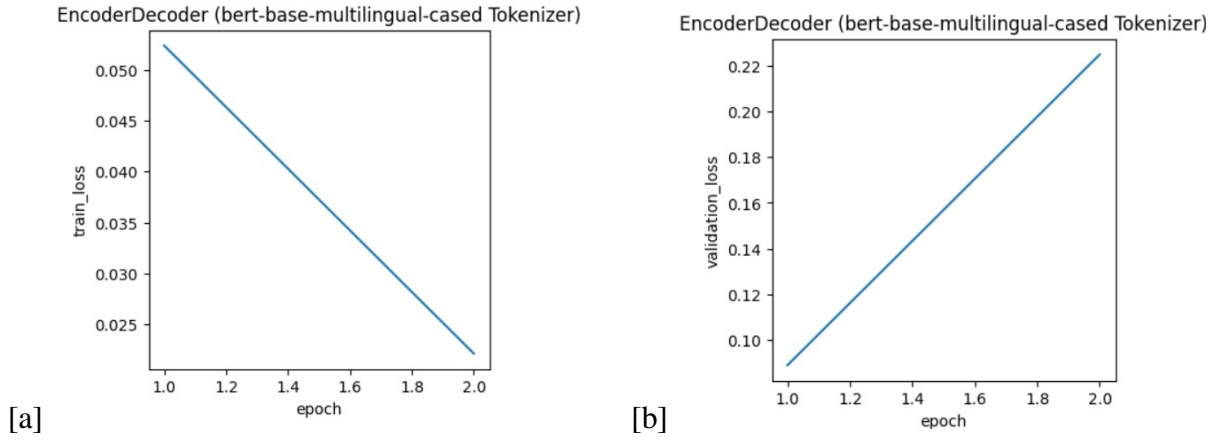 EncoderDecoder (bert-base-multilingual-cased Tokenizer)
0.050
0.045
0.040
0.035
0.030
0.025
train_loss
1.0 1.2 1.4 1.6 1.8 2.0
epoch
[a]
EncoderDecoder (bert-base-multilingual-cased Tokenizer)
0.22
0.20
0.18
0.16
0.14
0.12
0.10
validation_loss
1.0 1.2 1.4 1.6 1.8 2.0
epoch
[b]